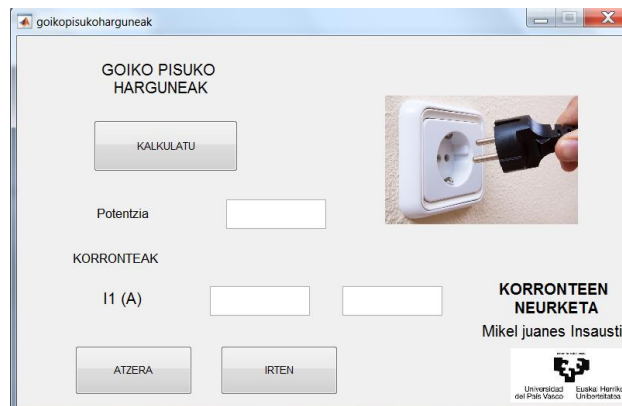 goikopisukoharguneak
GOIKO PISUKO
HARGUNEAK
KALKULATU
Potentzia
KORRONTEAK
I1 (A)
KORRONTEEN
NEURKETA
Mikel juanes Insausti
ATZERA
IRTEN
Universidad
del País Vasco
Euskal Herriko
Unibertsitatea